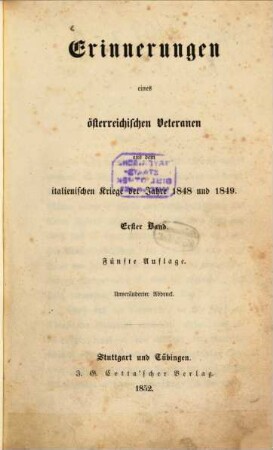 Erinnerungen
eines
österreichischen Veteranen
aus dem
italienischen Kriege der Jahre 1848 und 1849.
Erster Band.
Fünfte Auflage.
Unveränderter Abdruck.
Stuttgart und Tübingen.
J. G. Cotta'scher Verlag.
1852.